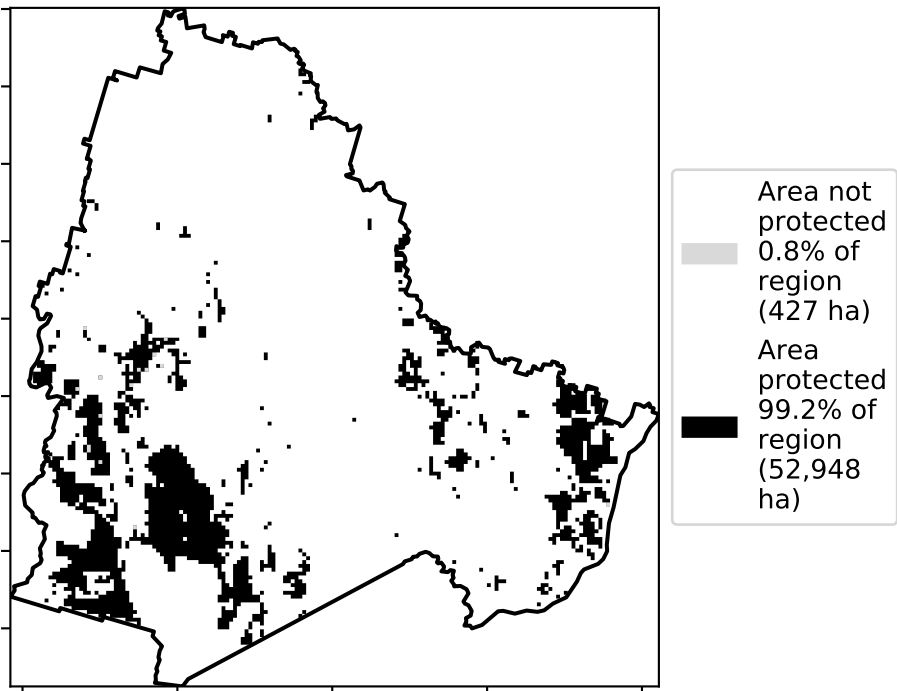 Area not
protected
0.8% of
region
(427 ha)
Area
protected
99.2% of
region
(52,948
ha)